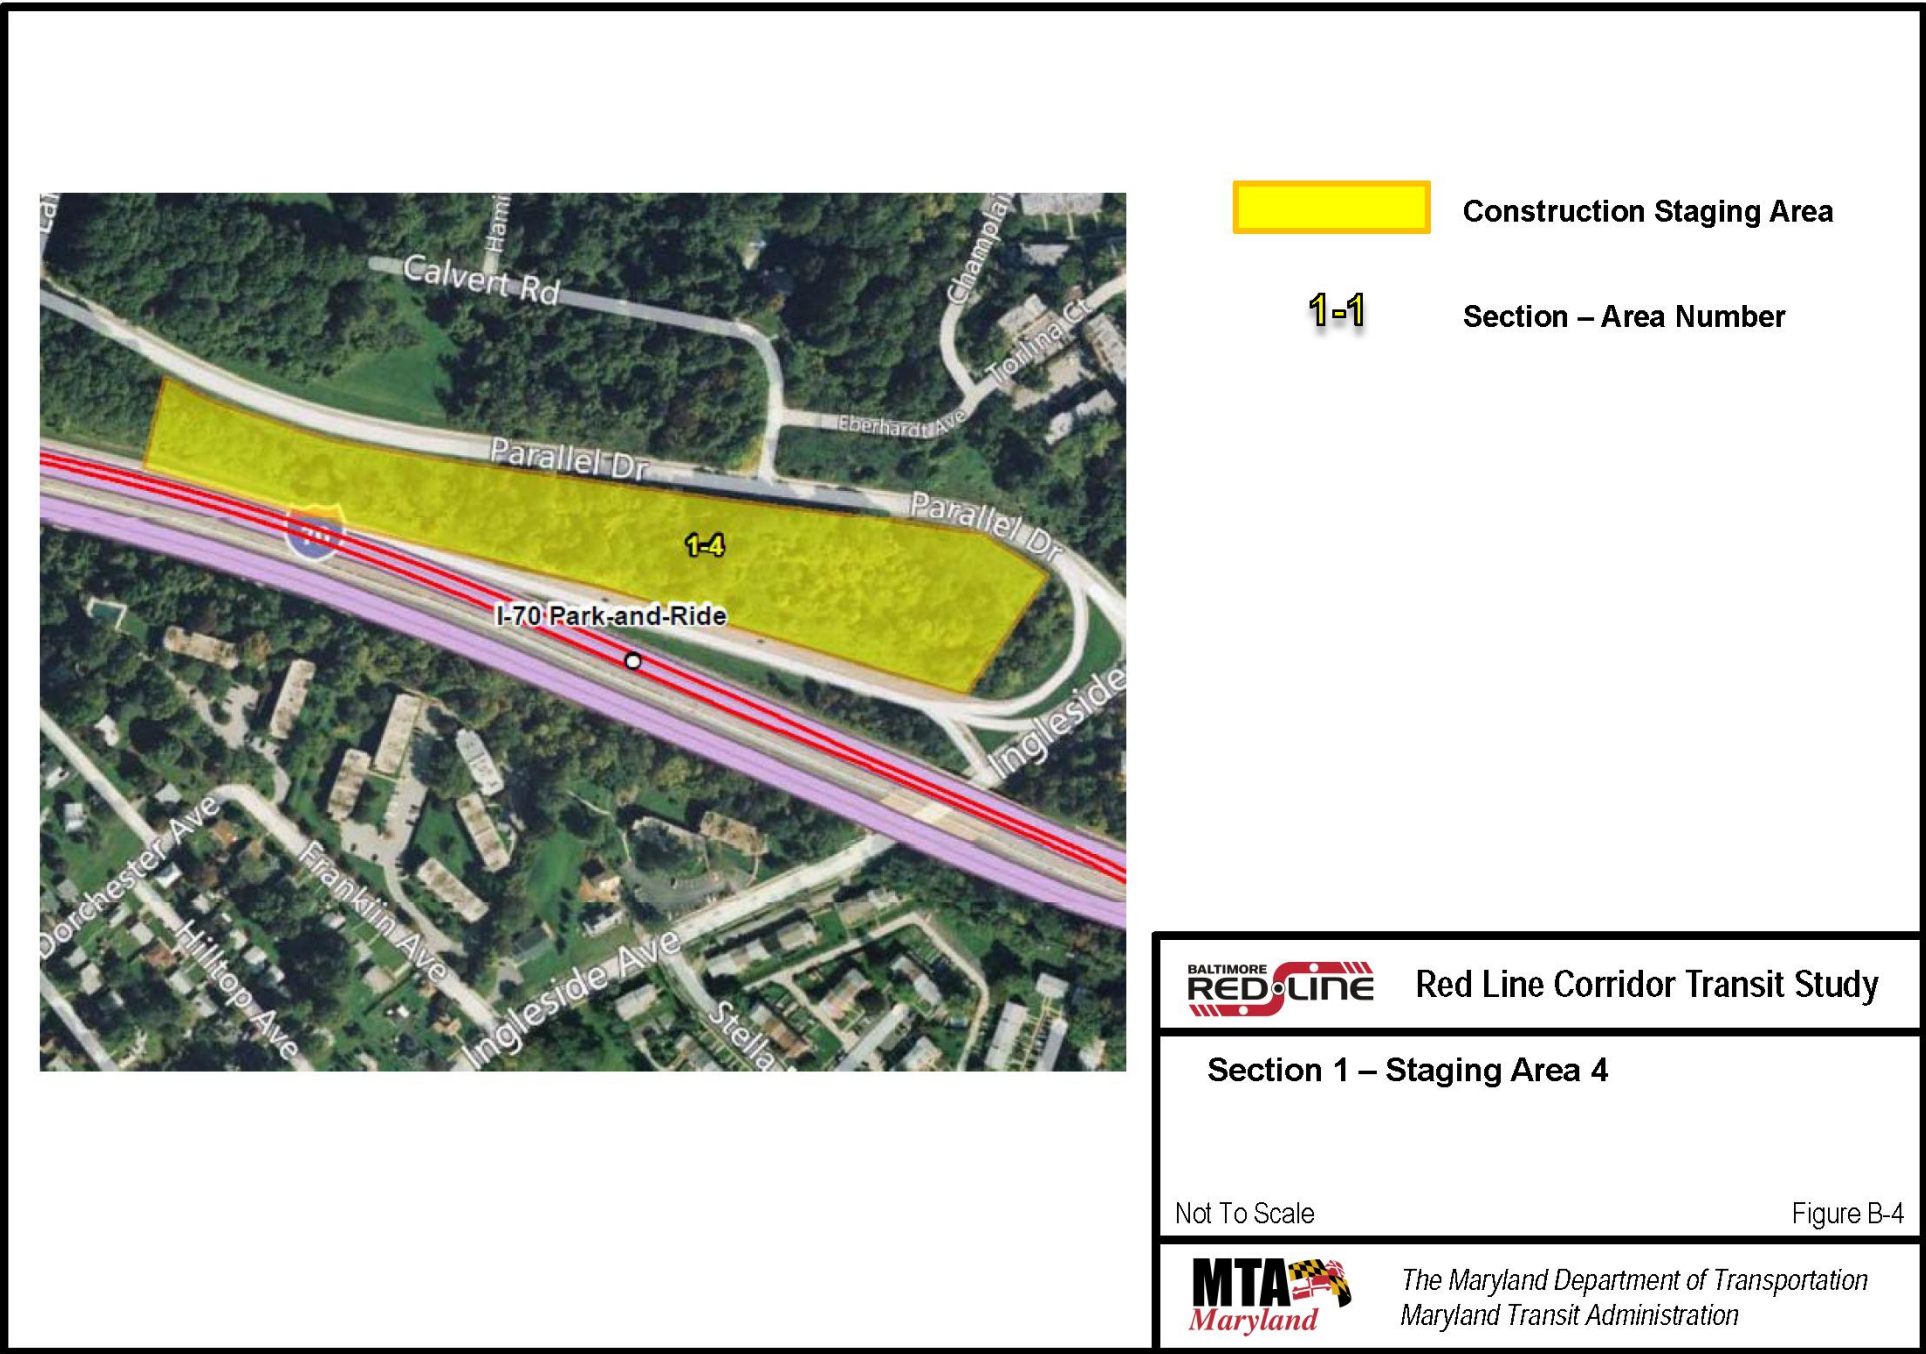 Construction Staging Area
1-1
Section – Area Number
Hami
Champlai
Calvert Rd
Torlina Ct
Eberhardt Ave
Parallel Dr
Parallel Dr
1-4
70
I-70 Park-and-Ride
Ingleside
Dorchester Ave
Franklin Ave
Hilltop Ave
Ingleside Ave
Stella
BALTIMORE
RED LINE
Red Line Corridor Transit Study
Section 1 – Staging Area 4
Not To Scale
Figure B-4
MTA
Maryland
The Maryland Department of Transportation
Maryland Transit Administration